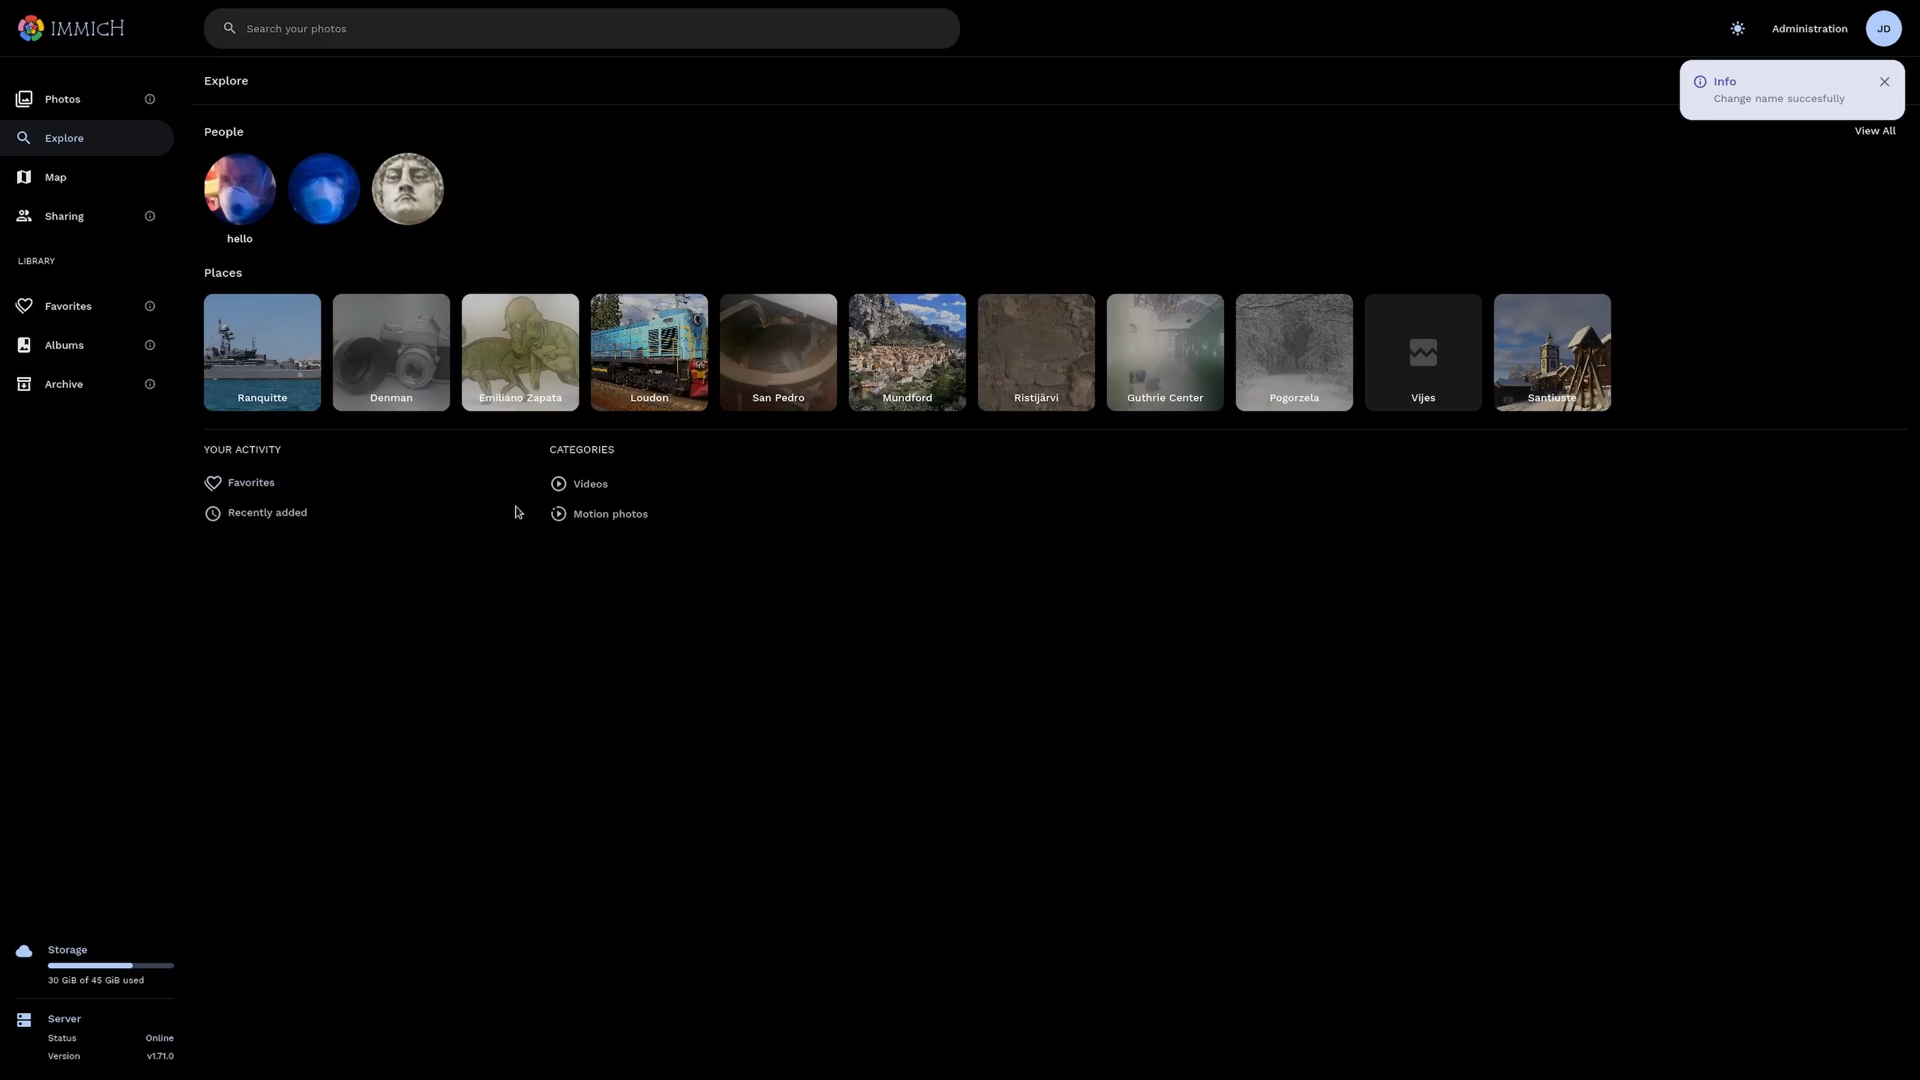 IMMICH
Search your photos
Administration
JD
Photos
Explore
Map
Sharing
LIBRARY
Favorites
Albums
Archive
Explore
Info
Change name succesfully
People
View All
hello
Places
Ranquitte
Denman
Emiliano Zapata
Loudon
San Pedro
Mundford
Ristijärvi
Guthrie Center
Pogorzela
Vijes
Santiuste
YOUR ACTIVITY
Favorites
Recently added
CATEGORIES
Videos
Motion photos
Storage
30 GiB of 45 GiB used
Server
Status Online
Version v1.71.0